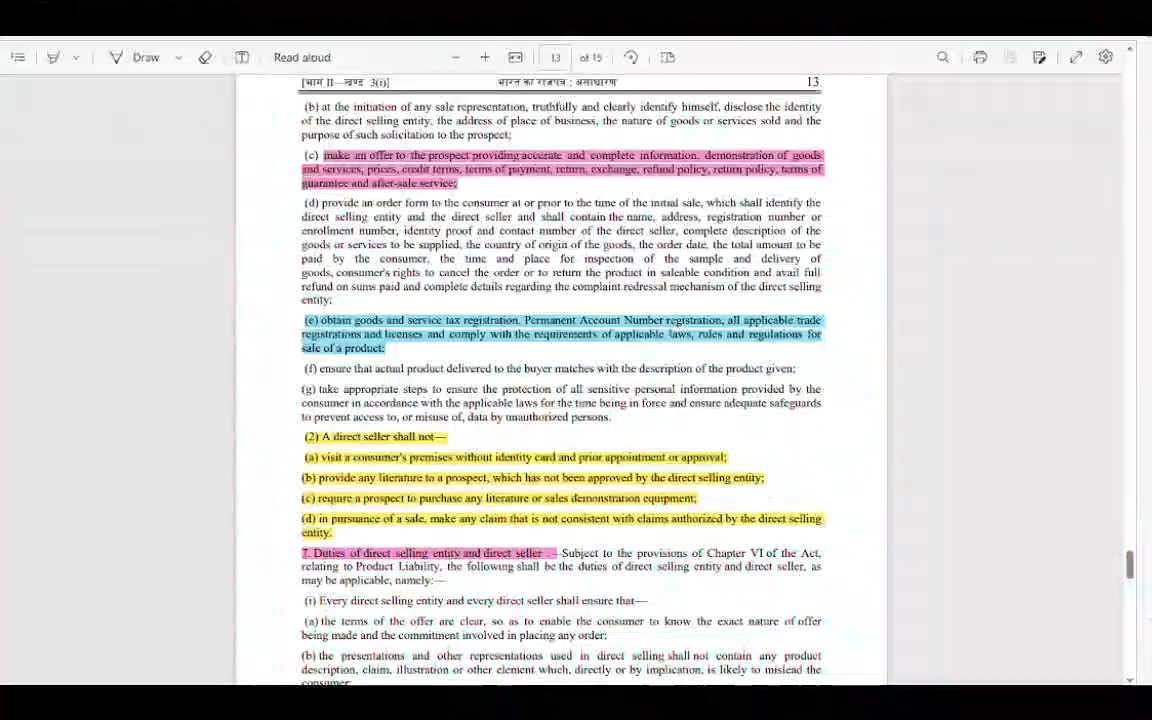 Draw
Read aloud
13
of 15
[भाग II—खण्ड 3(i)]
भारत का राजपत्र : असाधारण
13
(b) at the initiation of any sale representation, truthfully and clearly identify himself, disclose the identity
of the direct selling entity, the address of place of business, the nature of goods or services sold and the
purpose of such solicitation to the prospect;
(c) make an offer to the prospect providing accurate and complete information, demonstration of goods
and services, prices, credit terms, terms of payment, return, exchange, refund policy, return policy, terms of
guarantee and after-sale service;
(d) provide an order form to the consumer at or prior to the time of the initial sale, which shall identify the
direct selling entity and the direct seller and shall contain the name, address, registration number or
enrollment number, identity proof and contact number of the direct seller, complete description of the
goods or services to be supplied, the country of origin of the goods, the order date, the total amount to be
paid by the consumer, the time and place for inspection of the sample and delivery of
goods, consumer's rights to cancel the order or to return the product in saleable condition and avail full
refund on sums paid and complete details regarding the complaint redressal mechanism of the direct selling
entity;
(e) obtain goods and service tax registration, Permanent Account Number registration, all applicable trade
registrations and licenses and comply with the requirements of applicable laws, rules and regulations for
sale of a product;
(f) ensure that actual product delivered to the buyer matches with the description of the product given;
(g) take appropriate steps to ensure the protection of all sensitive personal information provided by the
consumer in accordance with the applicable laws for the time being in force and ensure adequate safeguards
to prevent access to, or misuse of, data by unauthorized persons.
(2) A direct seller shall not—
(a) visit a consumer's premises without identity card and prior appointment or approval;
(b) provide any literature to a prospect, which has not been approved by the direct selling entity;
(c) require a prospect to purchase any literature or sales demonstration equipment;
(d) in pursuance of a sale, make any claim that is not consistent with claims authorized by the direct selling
entity.
7. Duties of direct selling entity and direct seller .—Subject to the provisions of Chapter VI of the Act,
relating to Product Liability, the following shall be the duties of direct selling entity and direct seller, as
may be applicable, namely:—
(i) Every direct selling entity and every direct seller shall ensure that—
(a) the terms of the offer are clear, so as to enable the consumer to know the exact nature of offer
being made and the commitment involved in placing any order;
(b) the presentations and other representations used in direct selling shall not contain any product
description, claim, illustration or other element which, directly or by implication, is likely to mislead the
consumer;